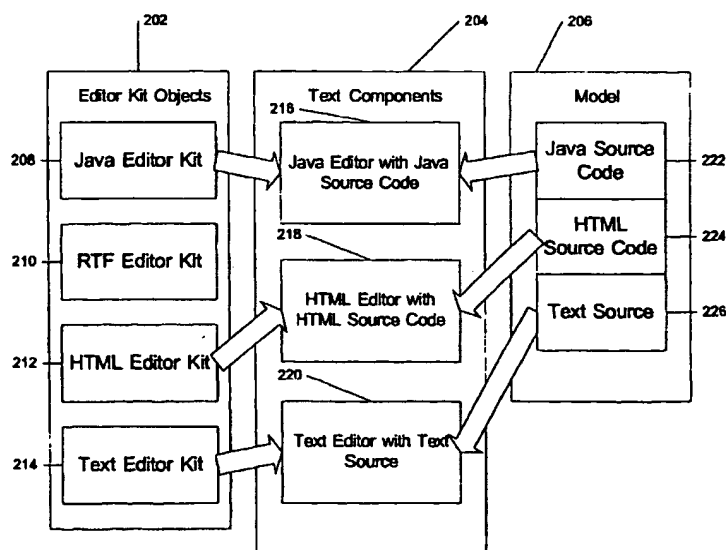 202
204
206
Editor Kit Objects
Text Components
Model
216
208
Java Editor Kit
Java Editor with Java
Source Code
Java Source
Code
222
218
210
RTF Editor Kit
HTML Editor with
HTML Source Code
HTML
Source Code
224
Text Source
226
212
HTML Editor Kit
220
214
Text Editor Kit
Text Editor with Text
Source